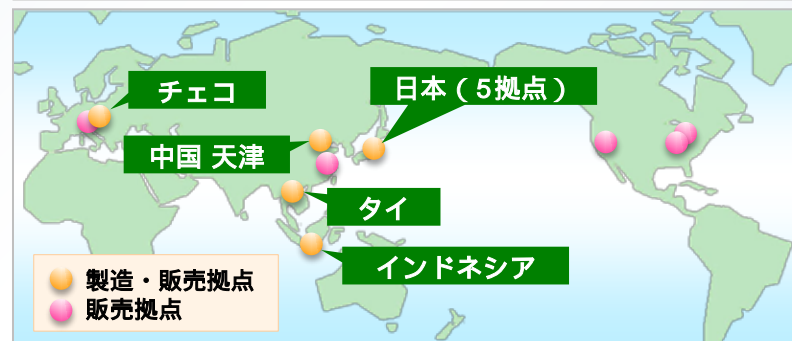 チェコ
日本（5拠点）
中国 天津
タイ
インドネシア
製造・販売拠点
販売拠点